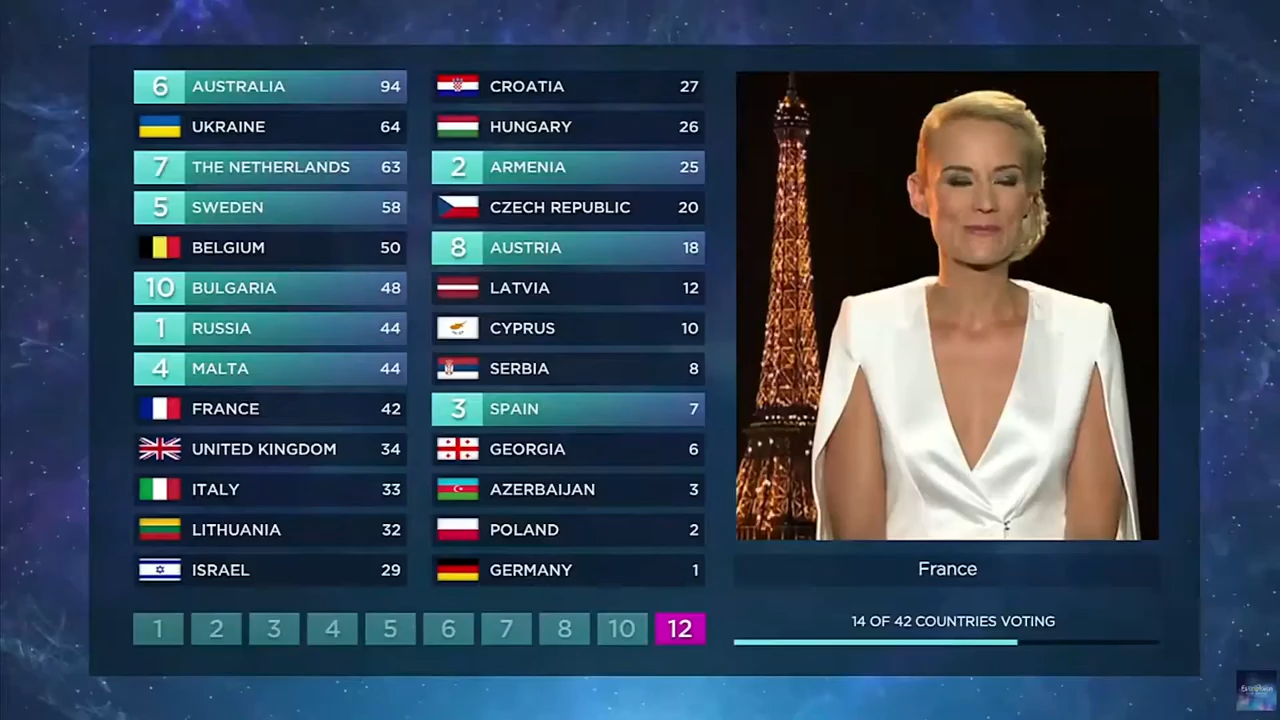 6 AUSTRALIA 94
UKRAINE 64
7 THE NETHERLANDS 63
5 SWEDEN 58
BELGIUM 50
10 BULGARIA 48
1 RUSSIA 44
4 MALTA 44
FRANCE 42
UNITED KINGDOM 34
ITALY 33
LITHUANIA 32
ISRAEL 29
CROATIA 27
HUNGARY 26
2 ARMENIA 25
CZECH REPUBLIC 20
8 AUSTRIA 18
LATVIA 12
CYPRUS 10
SERBIA 8
3 SPAIN 7
GEORGIA 6
AZERBAIJAN 3
POLAND 2
GERMANY 1
1 2 3 4 5 6 7 8 10 12
France
14 OF 42 COUNTRIES VOTING